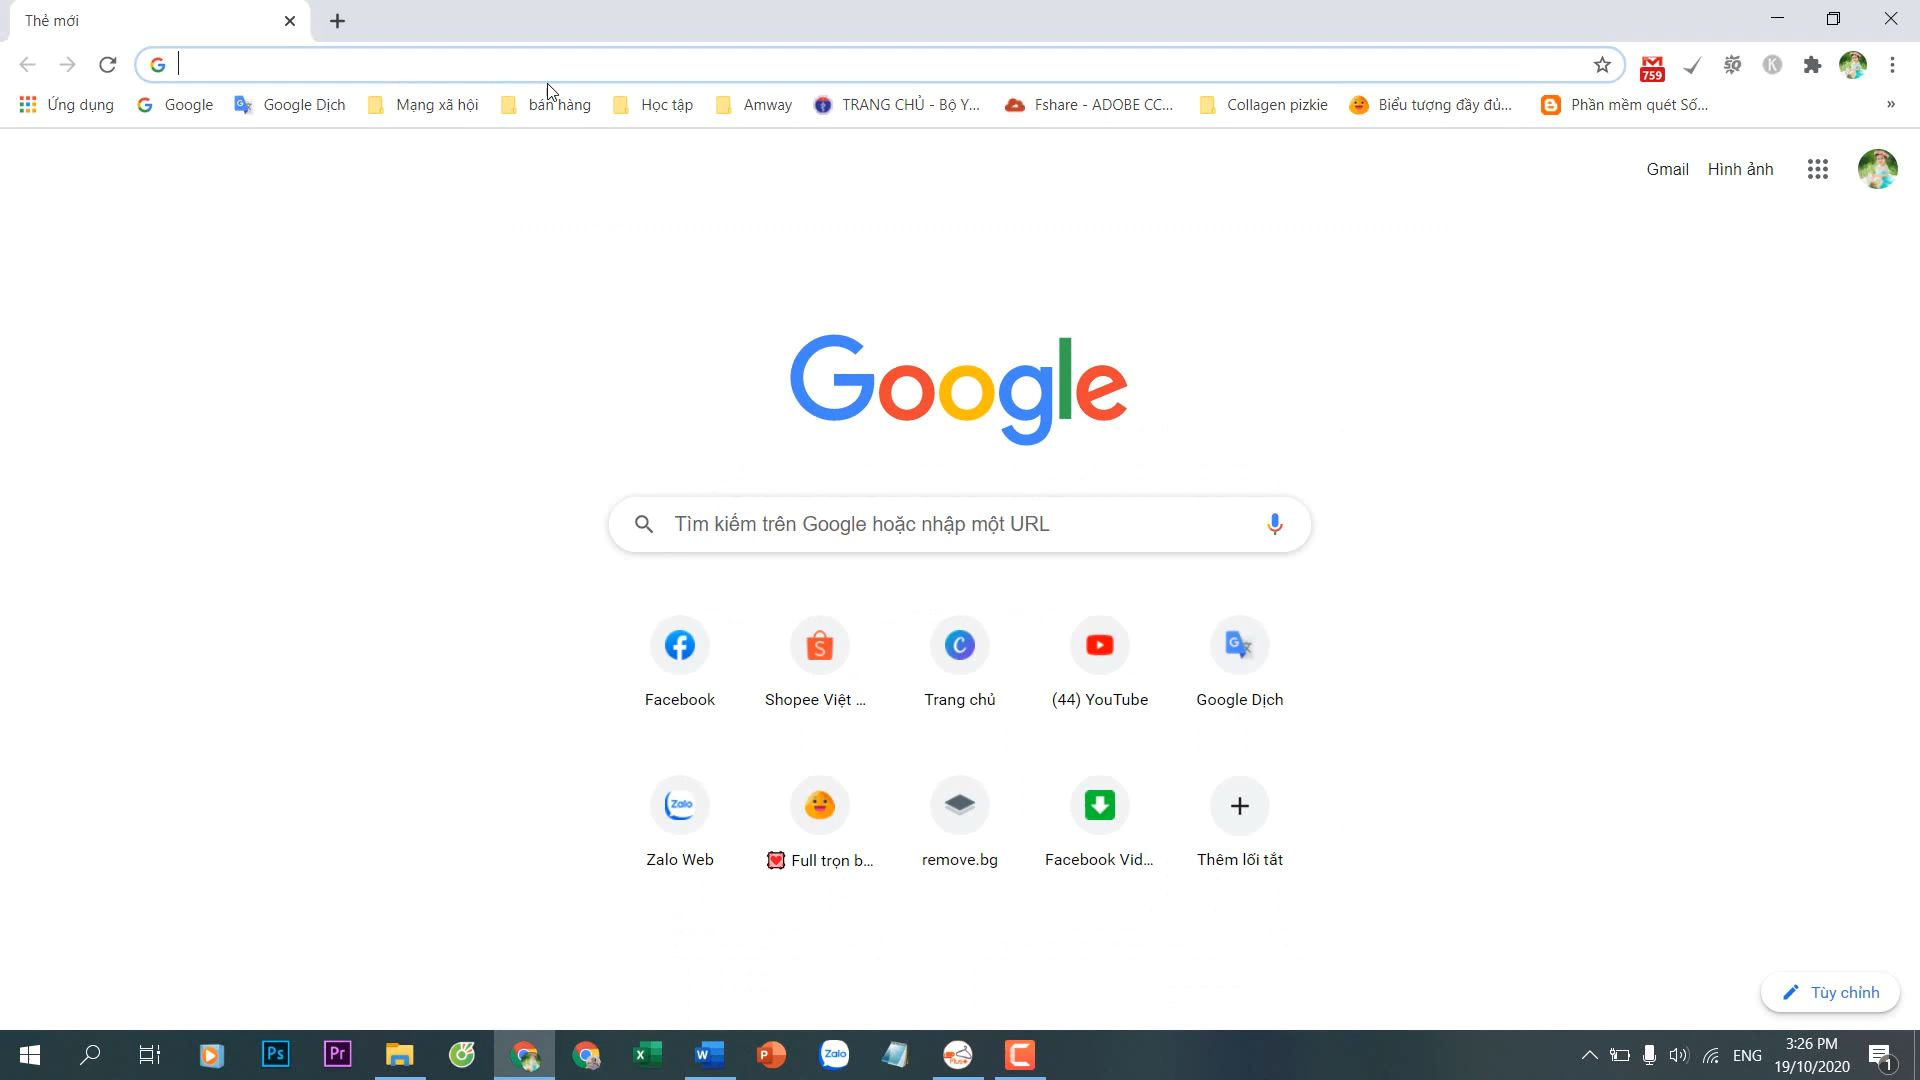 Thẻ mới
759
Ứng dụng
Google
Google Dịch
Mạng xã hội
bán hàng
Học tập
Amway
TRANG CHỦ - Bộ Y...
Fshare - ADOBE CC...
Collagen pizkie
Biểu tượng đầy đủ...
Phần mềm quét Số...
»
Gmail
Hình ảnh
Google
Tìm kiếm trên Google hoặc nhập một URL
Facebook
Shopee Việt ...
Trang chủ
(44) YouTube
Google Dịch
Zalo
Zalo Web
Full trọn b...
remove.bg
Facebook Vid...
Thêm lối tắt
Tùy chỉnh
Ps
Pr
Zalo
ENG
3:26 PM
19/10/2020
1